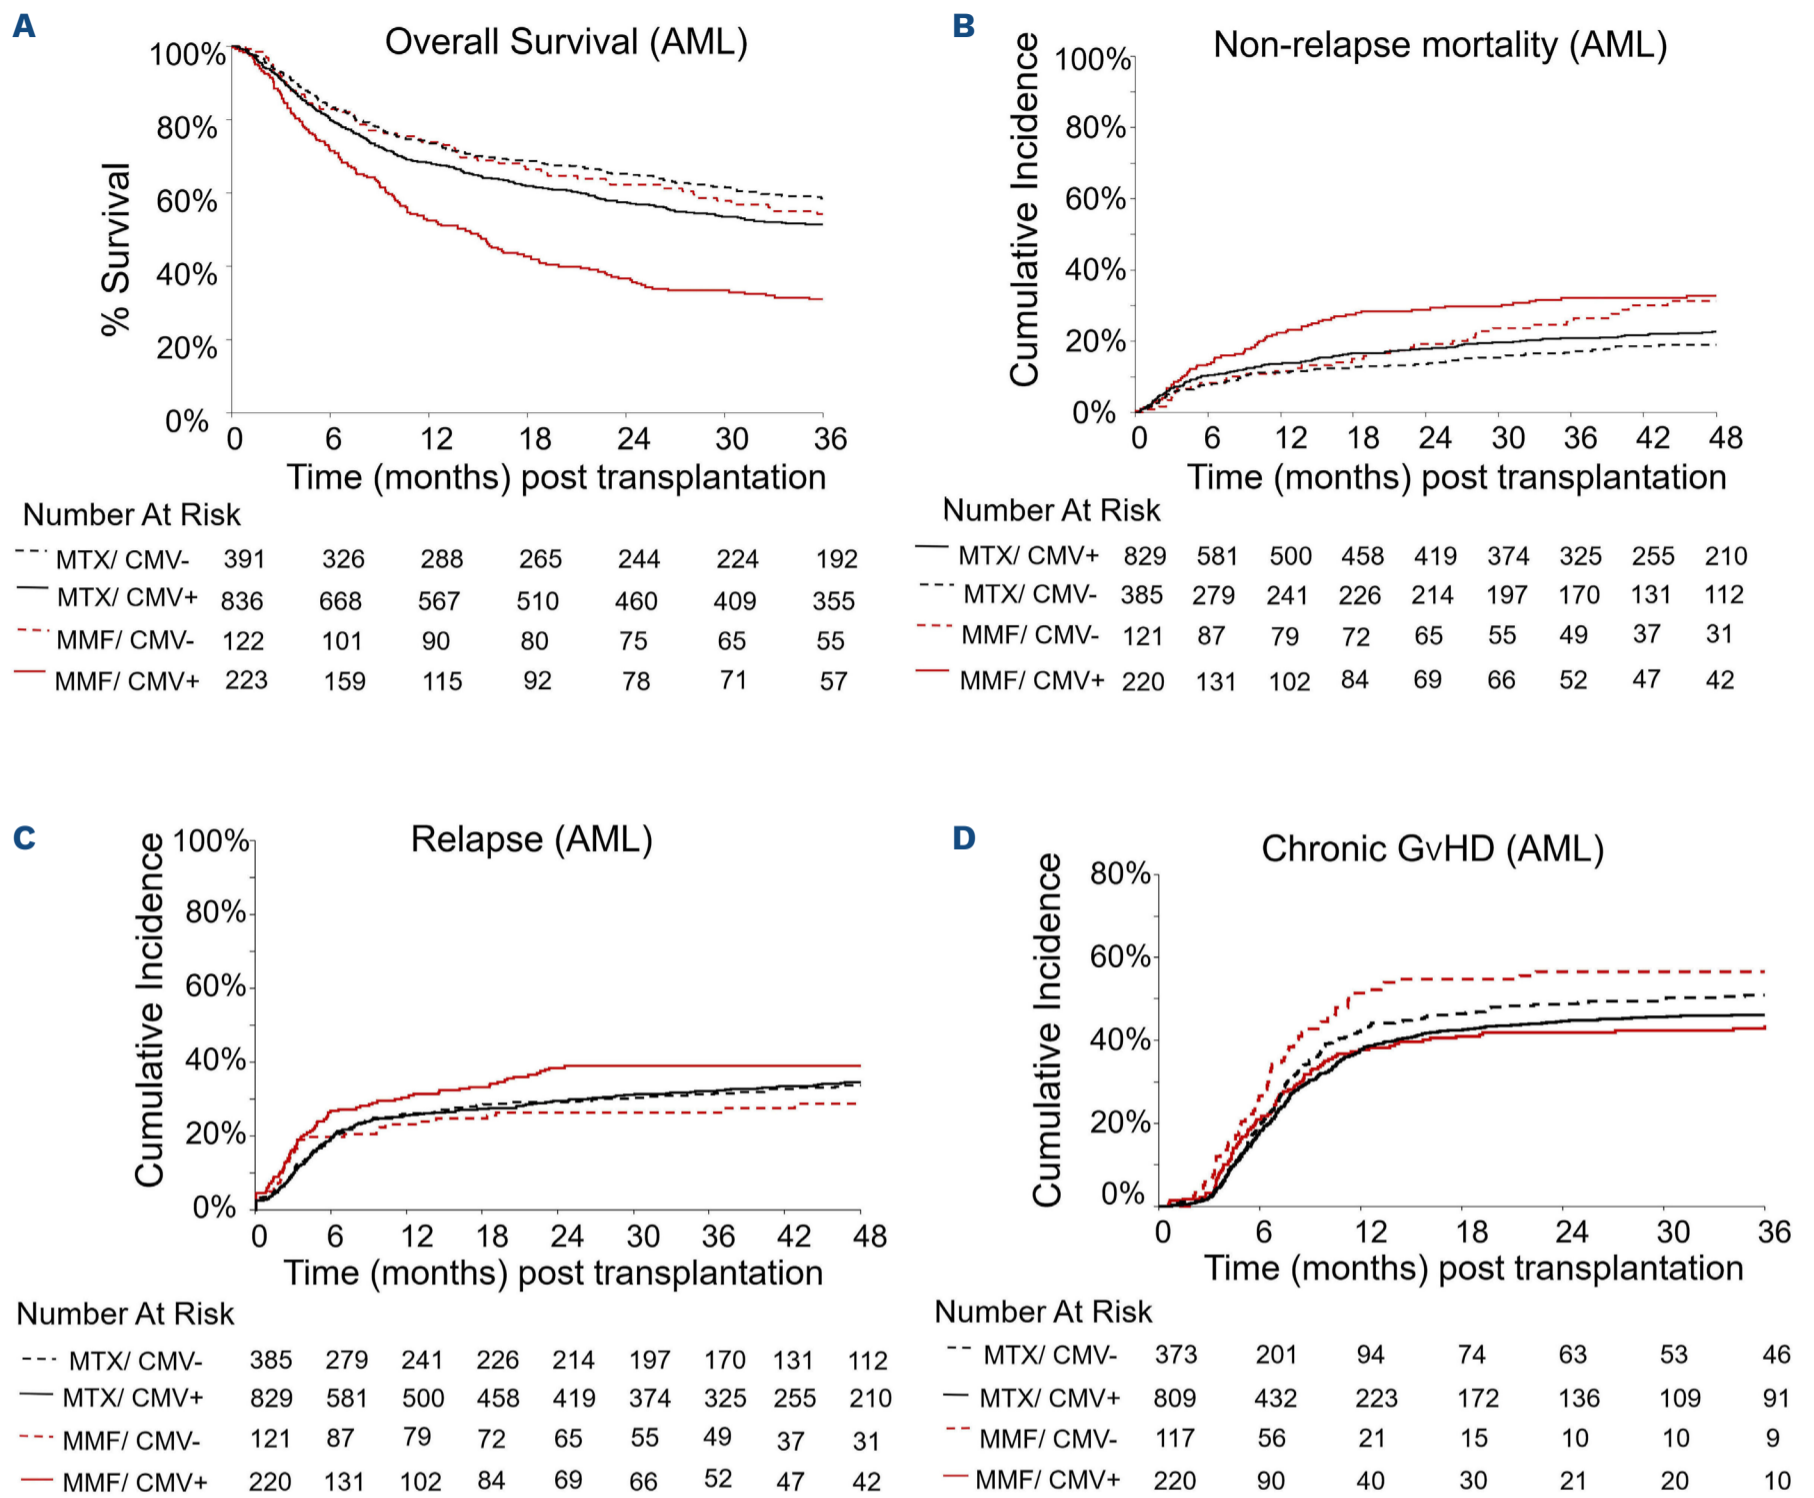 A
Overall Survival (AML)
100%
80%
60%
40%
20%
0%
% Survival
0 6 12 18 24 30 36
Time (months) post transplantation
Number At Risk
MTX/ CMV- 391 326 288 265 244 224 192
MTX/ CMV+ 836 668 567 510 460 409 355
MMF/ CMV- 122 101 90 80 75 65 55
MMF/ CMV+ 223 159 115 92 78 71 57
B
Non-relapse mortality (AML)
100%
80%
60%
40%
20%
0%
Cumulative Incidence
0 6 12 18 24 30 36 42 48
Time (months) post transplantation
Number At Risk
MTX/ CMV+ 829 581 500 458 419 374 325 255 210
MTX/ CMV- 385 279 241 226 214 197 170 131 112
MMF/ CMV- 121 87 79 72 65 55 49 37 31
MMF/ CMV+ 220 131 102 84 69 66 52 47 42
C
Relapse (AML)
100%
80%
60%
40%
20%
0%
Cumulative Incidence
0 6 12 18 24 30 36 42 48
Time (months) post transplantation
Number At Risk
MTX/ CMV- 385 279 241 226 214 197 170 131 112
MTX/ CMV+ 829 581 500 458 419 374 325 255 210
MMF/ CMV- 121 87 79 72 65 55 49 37 31
MMF/ CMV+ 220 131 102 84 69 66 52 47 42
D
Chronic GvHD (AML)
80%
60%
40%
20%
0%
Cumulative Incidence
0 6 12 18 24 30 36
Time (months) post transplantation
Number At Risk
MTX/ CMV- 373 201 94 74 63 53 46
MTX/ CMV+ 809 432 223 172 136 109 91
MMF/ CMV- 117 56 21 15 10 10 9
MMF/ CMV+ 220 90 40 30 21 20 10